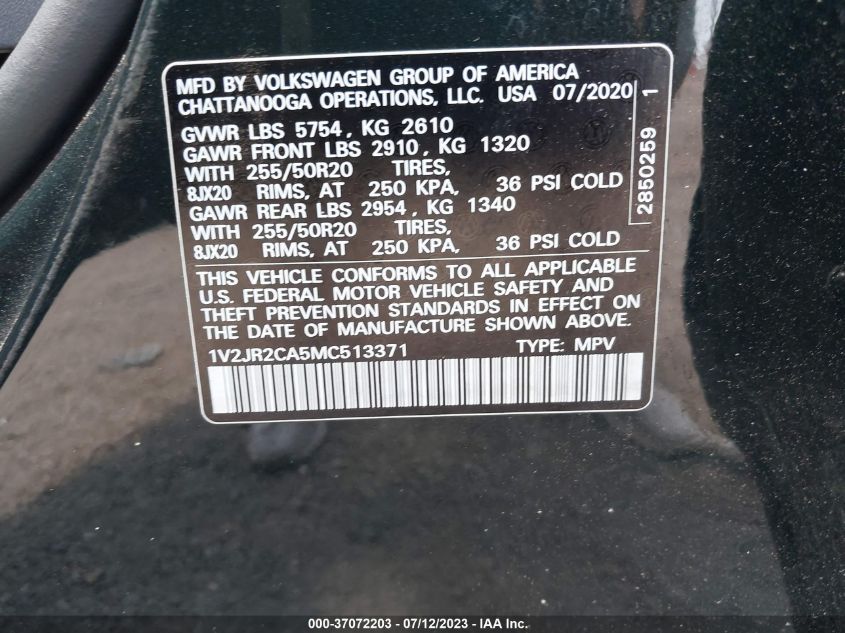 MFD BY VOLKSWAGEN GROUP OF AMERICA
CHATTANOOGA OPERATIONS, LLC. USA 07/2020
GVWR LBS 5754, KG 2610
GAWR FRONT LBS 2910, KG 1320
WITH 255/50R20 TIRES,
8JX20 RIMS, AT 250 KPA, 36 PSI COLD
GAWR REAR LBS 2954, KG 1340
WITH 255/50R20 TIRES,
8JX20 RIMS, AT 250 KPA, 36 PSI COLD
2850259 1
THIS VEHICLE CONFORMS TO ALL APPLICABLE
U.S. FEDERAL MOTOR VEHICLE SAFETY AND
THEFT PREVENTION STANDARDS IN EFFECT ON
THE DATE OF MANUFACTURE SHOWN ABOVE.
1V2JR2CA5MC513371 TYPE: MPV
000-37072203 - 07/12/2023 - IAAI.COM